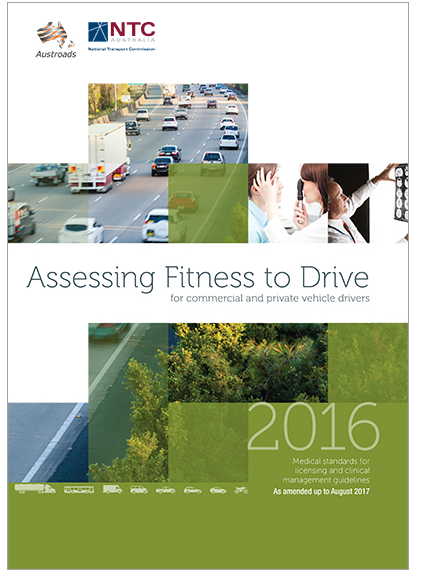 Austroads
NTC
AUSTRALIA
National Transport Commission
Assessing Fitness to Drive
for commercial and private vehicle drivers
2016
Medical standards for
licensing and clinical
management guidelines
As amended up to August 2017